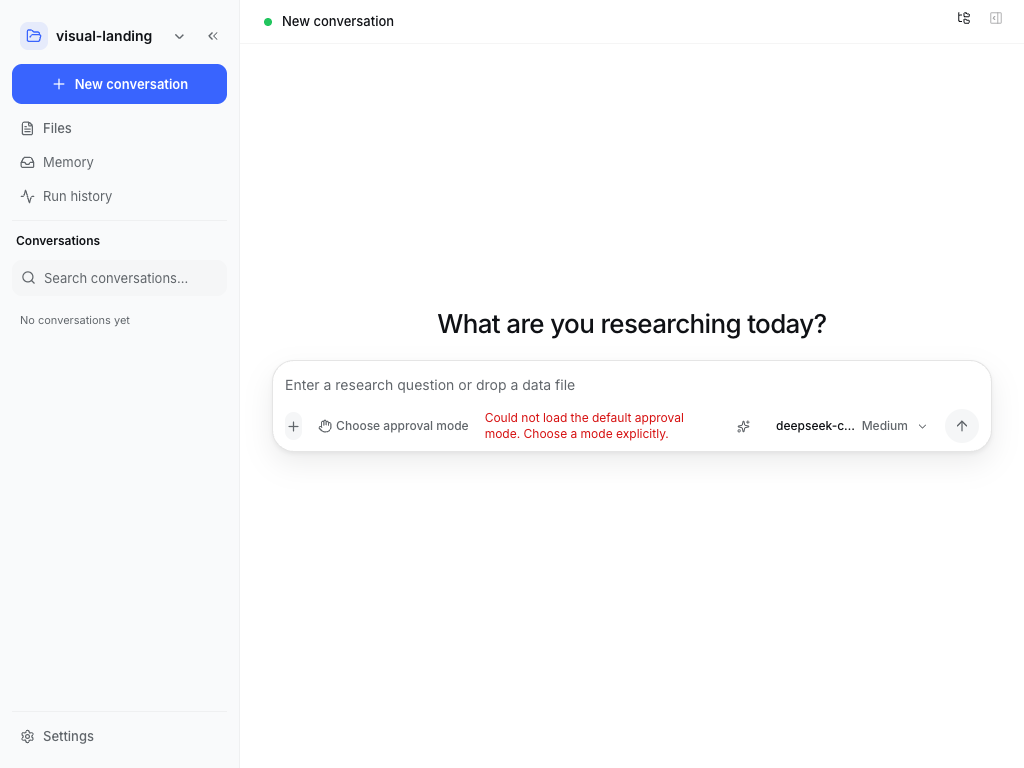 visual-landing
New conversation
Files
Memory
Run history
Conversations
Search conversations...
No conversations yet
Settings
New conversation
What are you researching today?
Enter a research question or drop a data file
Choose approval mode
Could not load the default approval
mode. Choose a mode explicitly.
deepseek-c... Medium